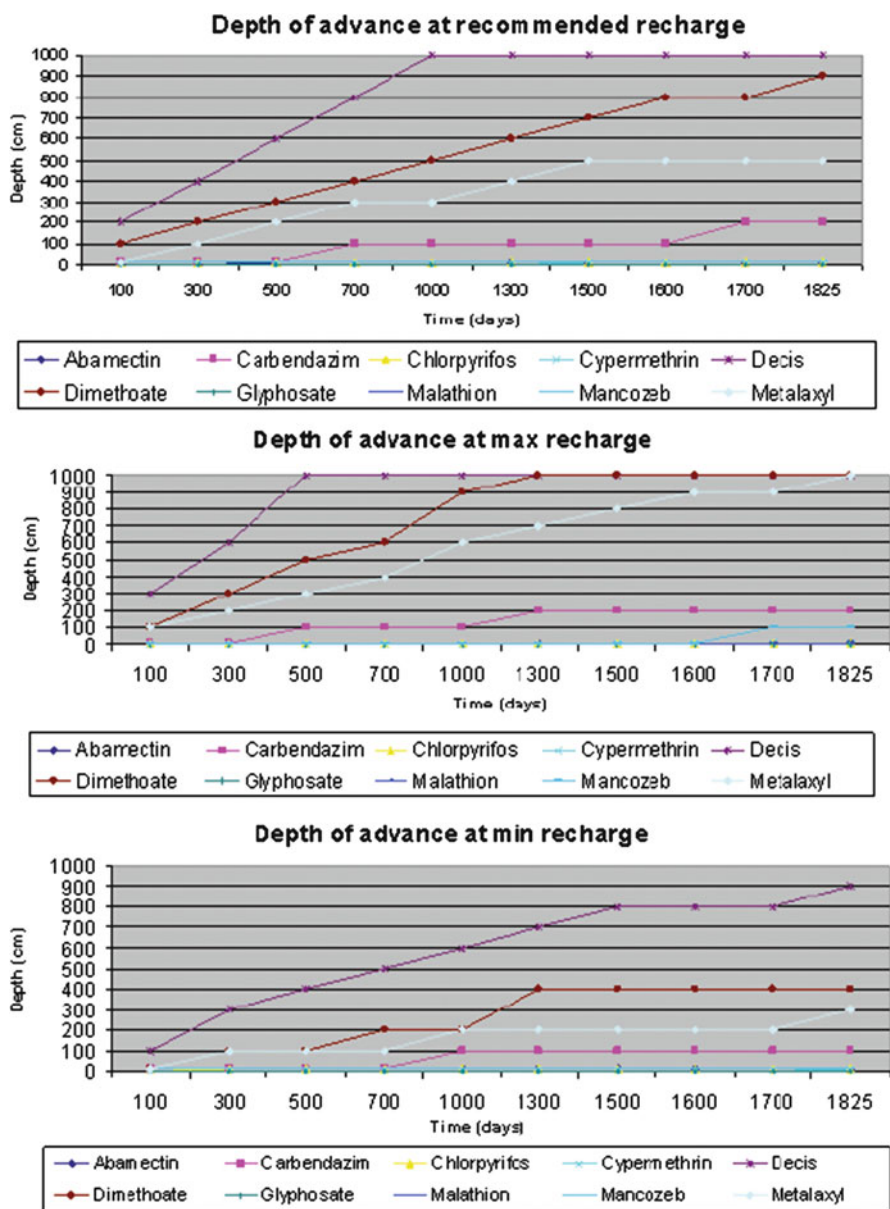 Depth of advance at recommended recharge
1000
900
800
700
600
500
400
300
200
100
0
Depth (cm)
100 300 500 700 1000 1300 1500 1600 1700 1825
Time (days)
Abamectin Carbendazim Chlorpyrifos Cypermethrin Decis
Dimethoate Glyphosate Malathion Mancozeb Metalaxyl
Depth of advance at max recharge
1000
900
800
700
600
500
400
300
200
100
0
Depth (cm)
100 300 500 700 1000 1300 1500 1600 1700 1825
Time (days)
Abamectin Carbendazim Chlorpyrifos Cypermethrin Decis
Dimethoate Glyphosate Malathion Mancozeb Metalaxyl
Depth of advance at min recharge
1000
900
800
700
600
500
400
300
200
100
0
Depth (cm)
100 300 500 700 1000 1300 1500 1600 1700 1825
Time (days)
Abamectin Carbendazim Chlorpyrifos Cypermethrin Decis
Dimethoate Glyphosate Malathion Mancozeb Metalaxyl